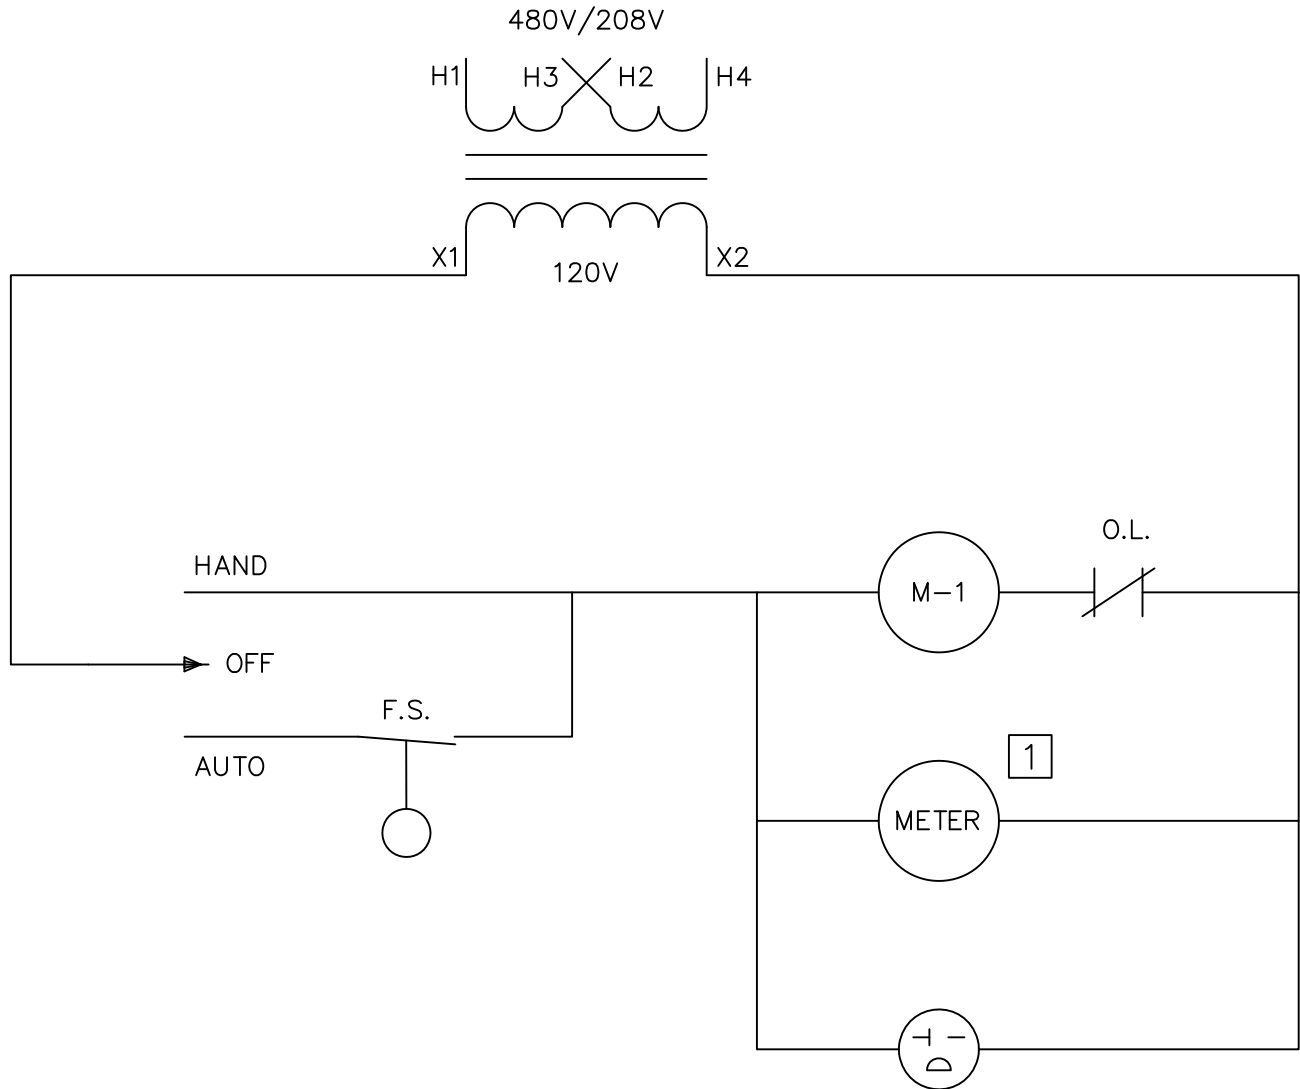 480V/208V
H1 H3 H2 H4
X1 120V X2
O.L.
HAND
M-1
OFF
F.S.
AUTO
1
METER